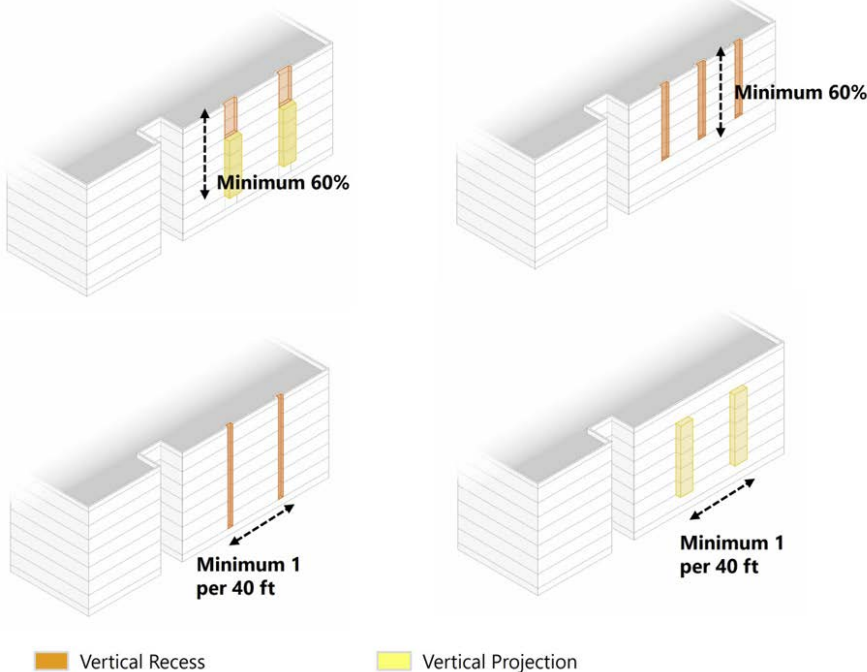 Minimum 60%
Minimum 60%
Minimum 1
per 40 ft
Minimum 1
per 40 ft
Vertical Recess
Vertical Projection